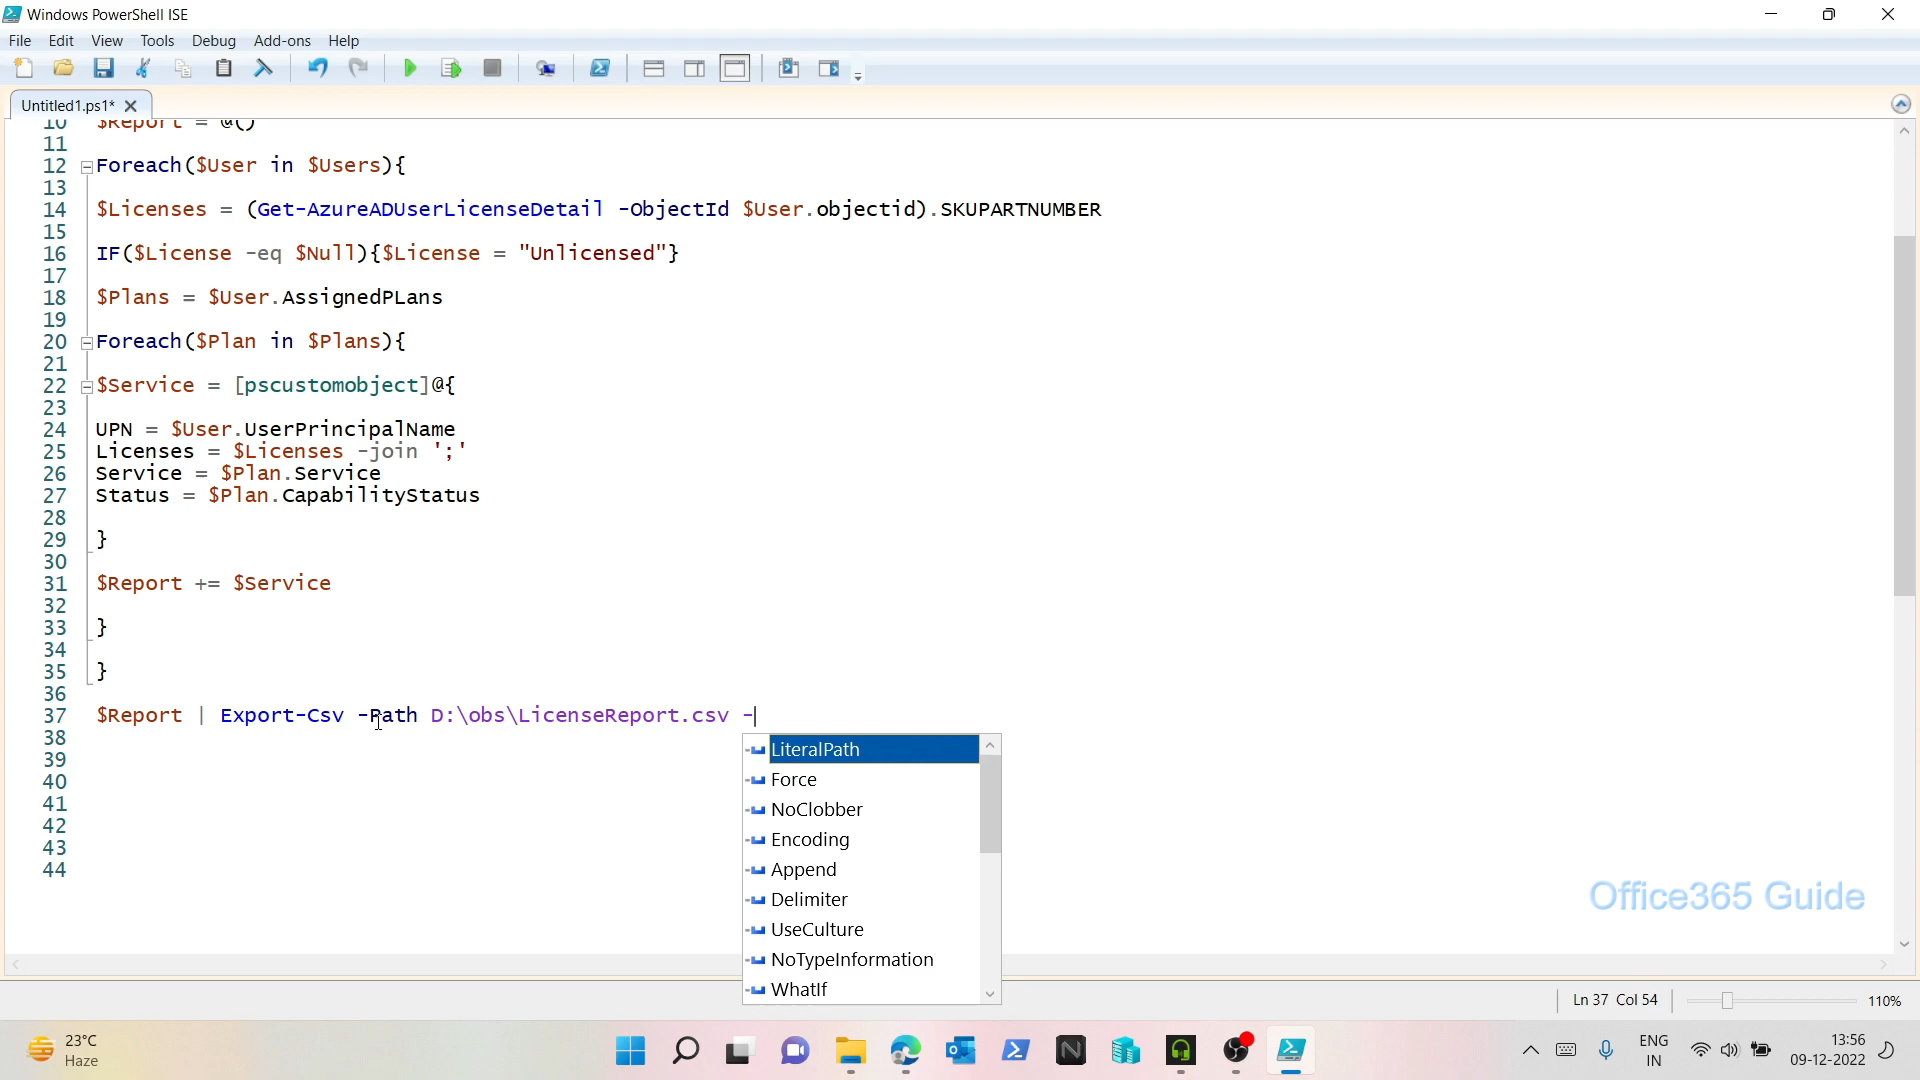 Windows PowerShell ISE
File Edit View Tools Debug Add-ons Help
Untitled1.ps1*
10 $Report = @()
11
12 Foreach($User in $Users){
13
14 $Licenses = (Get-AzureADUserLicenseDetail -ObjectId $User.objectid).SKUPARTNUMBER
15
16 IF($License -eq $Null){$License = "Unlicensed"}
17
18 $Plans = $User.AssignedPLans
19
20 Foreach($Plan in $Plans){
21
22 $Service = [pscustomobject]@{
23
24 UPN = $User.UserPrincipalName
25 Licenses = $Licenses -join ';'
26 Service = $Plan.Service
27 Status = $Plan.CapabilityStatus
28
29 }
30
31 $Report += $Service
32
33 }
34
35 }
36
37 $Report | Export-Csv -Path D:\obs\LicenseReport.csv -
38
39
40
41
42
43
44
LiteralPath
Force
NoClobber
Encoding
Append
Delimiter
UseCulture
NoTypeInformation
WhatIf
Office365 Guide
Ln 37 Col 54
110%
23°C
Haze
ENG
IN
13:56
09-12-2022